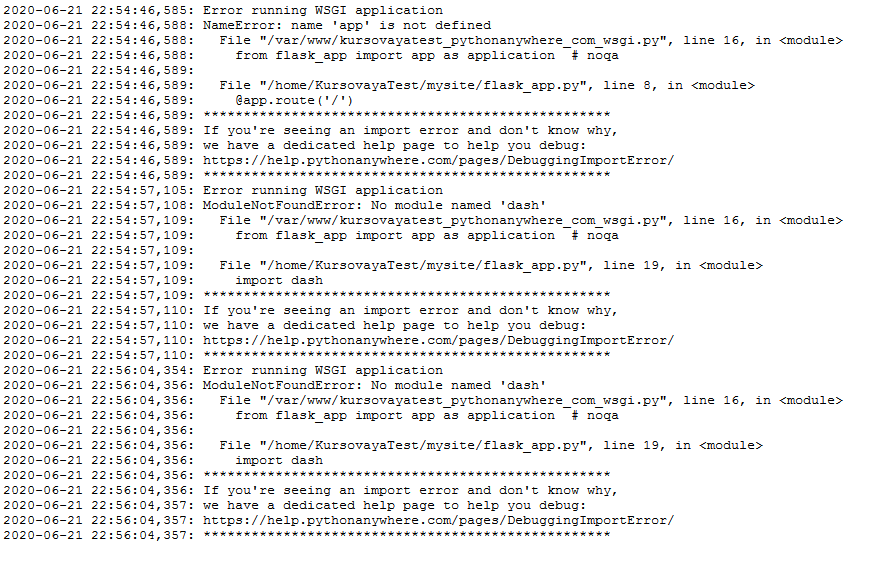 2020-06-21 22:54:46,585: Error running WSGI application
2020-06-21 22:54:46,588: NameError: name 'app' is not defined
2020-06-21 22:54:46,588:   File "/var/www/kursovayatest_pythonanywhere_com_wsgi.py", line 16, in <module>
2020-06-21 22:54:46,588:     from flask_app import app as application  # noqa
2020-06-21 22:54:46,589:
2020-06-21 22:54:46,589:   File "/home/KursovayaTest/mysite/flask_app.py", line 8, in <module>
2020-06-21 22:54:46,589:     @app.route('/')
2020-06-21 22:54:46,589: ***************************************************
2020-06-21 22:54:46,589: If you're seeing an import error and don't know why,
2020-06-21 22:54:46,589: we have a dedicated help page to help you debug:
2020-06-21 22:54:46,589: https://help.pythonanywhere.com/pages/DebuggingImportError/
2020-06-21 22:54:46,589: ***************************************************
2020-06-21 22:54:57,105: Error running WSGI application
2020-06-21 22:54:57,108: ModuleNotFoundError: No module named 'dash'
2020-06-21 22:54:57,109:   File "/var/www/kursovayatest_pythonanywhere_com_wsgi.py", line 16, in <module>
2020-06-21 22:54:57,109:     from flask_app import app as application  # noqa
2020-06-21 22:54:57,109:
2020-06-21 22:54:57,109:   File "/home/KursovayaTest/mysite/flask_app.py", line 19, in <module>
2020-06-21 22:54:57,109:     import dash
2020-06-21 22:54:57,109: ***************************************************
2020-06-21 22:54:57,110: If you're seeing an import error and don't know why,
2020-06-21 22:54:57,110: we have a dedicated help page to help you debug:
2020-06-21 22:54:57,110: https://help.pythonanywhere.com/pages/DebuggingImportError/
2020-06-21 22:54:57,110: ***************************************************
2020-06-21 22:56:04,354: Error running WSGI application
2020-06-21 22:56:04,356: ModuleNotFoundError: No module named 'dash'
2020-06-21 22:56:04,356:   File "/var/www/kursovayatest_pythonanywhere_com_wsgi.py", line 16, in <module>
2020-06-21 22:56:04,356:     from flask_app import app as application  # noqa
2020-06-21 22:56:04,356:
2020-06-21 22:56:04,356:   File "/home/KursovayaTest/mysite/flask_app.py", line 19, in <module>
2020-06-21 22:56:04,356:     import dash
2020-06-21 22:56:04,356: ***************************************************
2020-06-21 22:56:04,356: If you're seeing an import error and don't know why,
2020-06-21 22:56:04,357: we have a dedicated help page to help you debug:
2020-06-21 22:56:04,357: https://help.pythonanywhere.com/pages/DebuggingImportError/
2020-06-21 22:56:04,357: ***************************************************